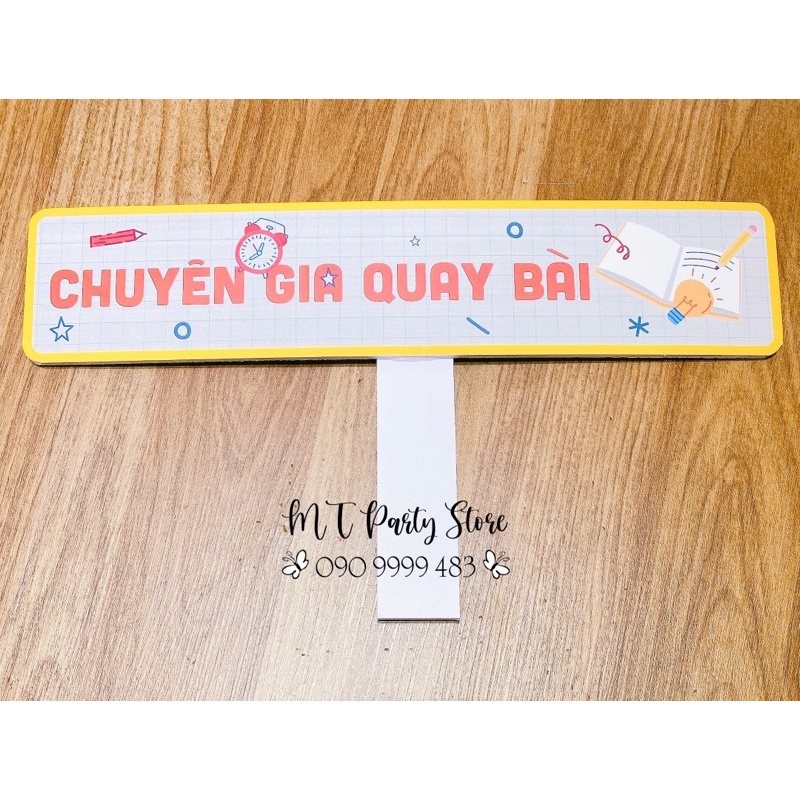 CHUYÊN GIA QUAY BÀI
MT Party Store
090 9999 483